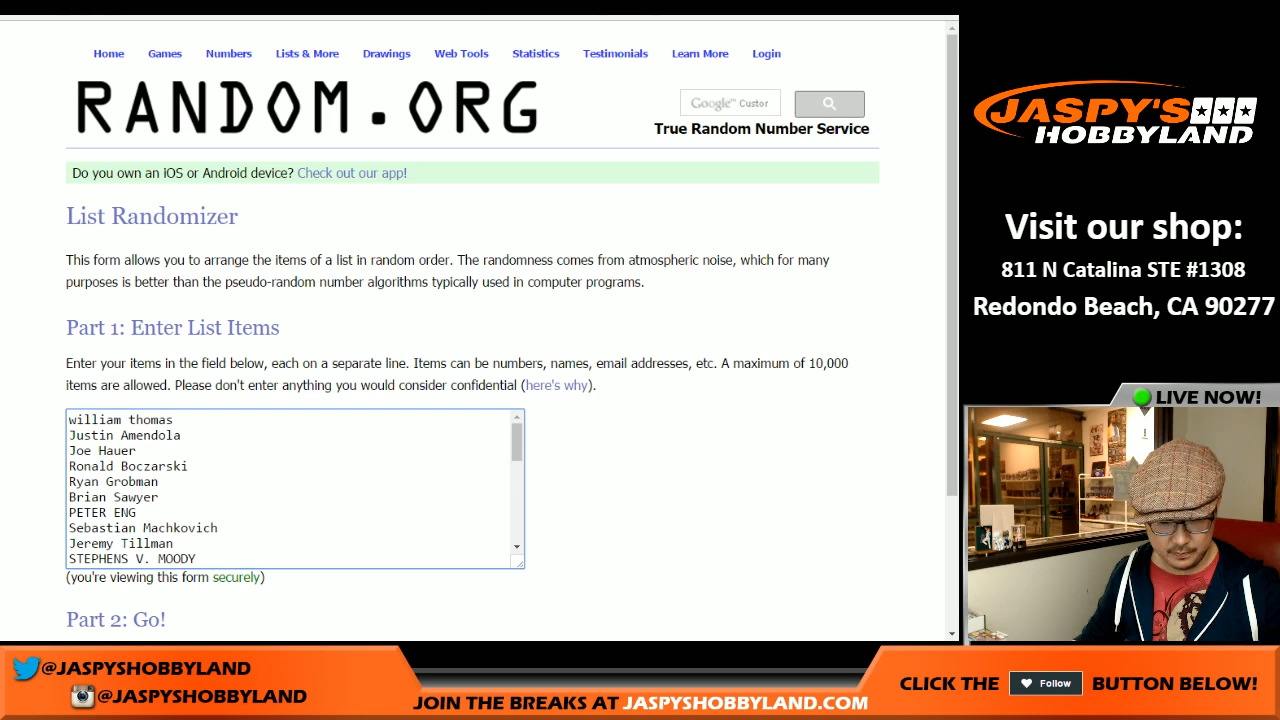 Home Games Numbers Lists & More Drawings Web Tools Statistics Testimonials Learn More Login
RANDOM.ORG
Google™ Custor
True Random Number Service
Do you own an iOS or Android device? Check out our app!
List Randomizer
This form allows you to arrange the items of a list in random order. The randomness comes from atmospheric noise, which for many
purposes is better than the pseudo-random number algorithms typically used in computer programs.
Part 1: Enter List Items
Enter your items in the field below, each on a separate line. Items can be numbers, names, email addresses, etc. A maximum of 10,000
items are allowed. Please don't enter anything you would consider confidential (here's why).
william thomas
Justin Amendola
Joe Hauer
Ronald Boczarski
Ryan Grobman
Brian Sawyer
PETER ENG
Sebastian Machkovich
Jeremy Tillman
STEPHENS V. MOODY
(you're viewing this form securely)
Part 2: Go!
JASPY'S
HOBBYLAND
Visit our shop:
811 N Catalina STE #1308
Redondo Beach, CA 90277
LIVE NOW!
@JASPYSHOBBYLAND
@JASPYSHOBBYLAND
JOIN THE BREAKS AT JASPYSHOBBYLAND.COM
CLICK THE Follow BUTTON BELOW!